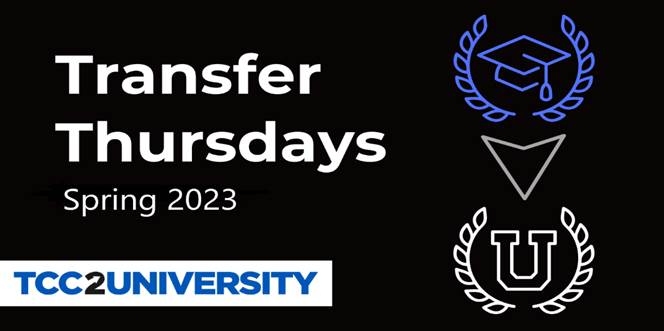 Transfer
Thursdays
Spring 2023
TCC2UNIVERSITY
U